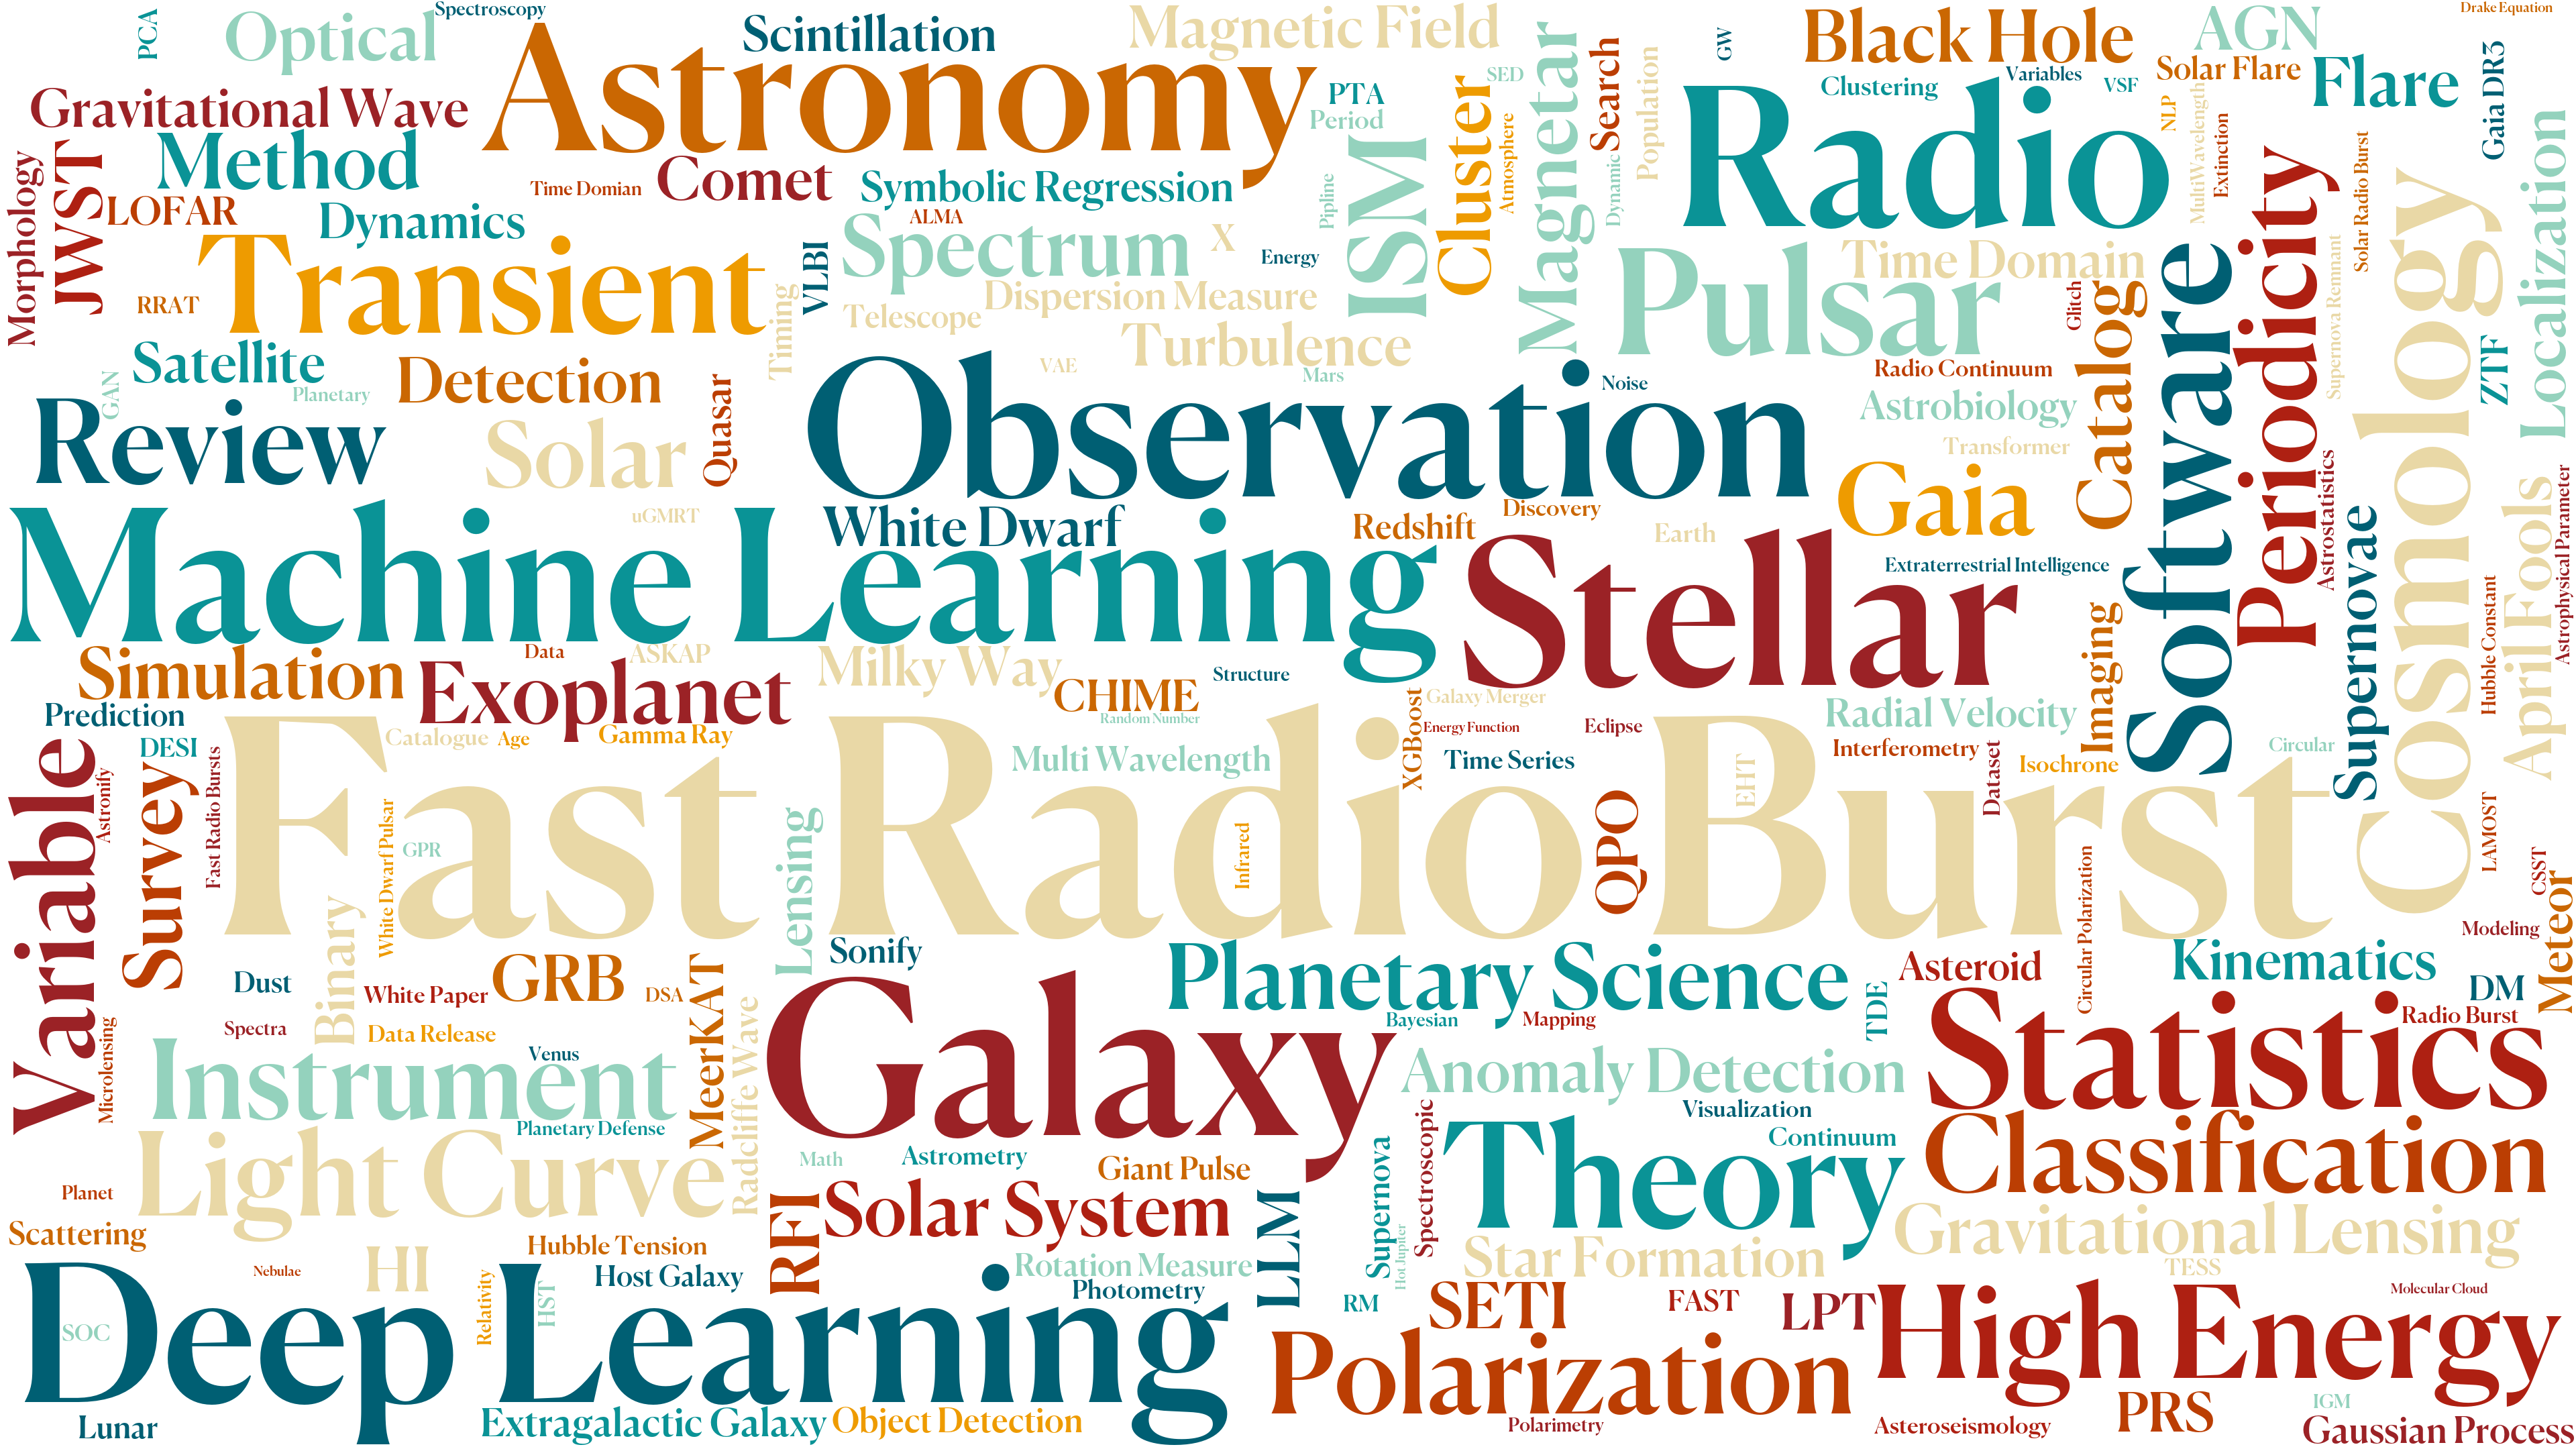 PCA
Optical
Spectroscopy
Astronomy
Scintillation
Magnetic Field
Black Hole
AGN
Drake Equation
Gravitational Wave
Method
JWST
Morphology
LOFAR
Dynamics
Time Domian
Comet
Symbolic Regression
ALMA
PTA
Period
SED
Cluster
Atmosphere
Magnetar
Search
Population
Dynamic
GW
Clustering
Variables
VSF
Solar Flare
Flare
Gaia DR3
Radio
NLP
MultiWavelength
Extinction
Solar Radio Burst
Periodicity
Localization
RRAT
Transient
Timing
VLBI
Spectrum
X
Energy
Pipline
ISM
Telescope
Dispersion Measure
Turbulence
Pulsar
Time Domain
Glitch
Catalog
Software
Supernova Remnant
Cosmology
ZTF
Satellite
GAN
Planetary
Detection
Quasar
VAE
Mars
Noise
Radio Continuum
Review
Solar
Observation
Astrobiology
Transformer
Gaia
Astrostatistics
AprilFools
Astrophysical Parameter
uGMRT
Machine Learning
White Dwarf
Redshift
Discovery
Earth
Stellar
Extraterrestrial Intelligence
Supernovae
Hubble Constant
Simulation
Data
ASKAP
Exoplanet
Milky Way
CHIME
Structure
Random Number
Galaxy Merger
Energy Function
XGBoost
Eclipse
Radial Velocity
Imaging
Prediction
DESI
Catalogue
Age
Gamma Ray
Multi Wavelength
Time Series
EHT
Interferometry
Dataset
Isochrone
Circular
Variable
Astronify
Survey
Fast Radio Bursts
Fast Radio Burst
White Dwarf Pulsar
GPR
Binary
Lensing
Infrared
QPO
Circular Polarization
LAMOST
CSST
Meteor
Modeling
Sonify
Planetary Science
Asteroid
Kinematics
DM
Dust
White Paper
GRB
DSA
MeerKAT
Radcliffe Wave
Galaxy
Bayesian
Mapping
TDE
Statistics
Radio Burst
Microlensing
Spectra
Data Release
Venus
Instrument
Planetary Defense
Anomaly Detection
Visualization
Continuum
Theory
Classification
Light Curve
Math
Astrometry
Giant Pulse
Supernova
Spectroscopic
Hot Jupiter
Planet
Scattering
RFI
Solar System
LLM
Gravitational Lensing
Star Formation
TESS
Nebulae
HI
Hubble Tension
Host Galaxy
Rotation Measure
Photometry
RM
SETI
FAST
LPT
Molecular Cloud
SOC
Relativity
HST
Deep Learning
Polarization
High Energy
Lunar
Extragalactic Galaxy
Object Detection
Polarimetry
Asteroseismology
PRS
IGM
Gaussian Process